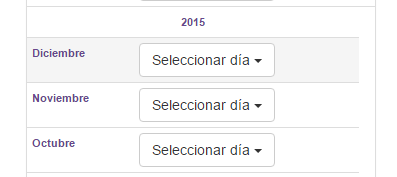 2015
Diciembre Seleccionar día
Noviembre Seleccionar día
Octubre Seleccionar día